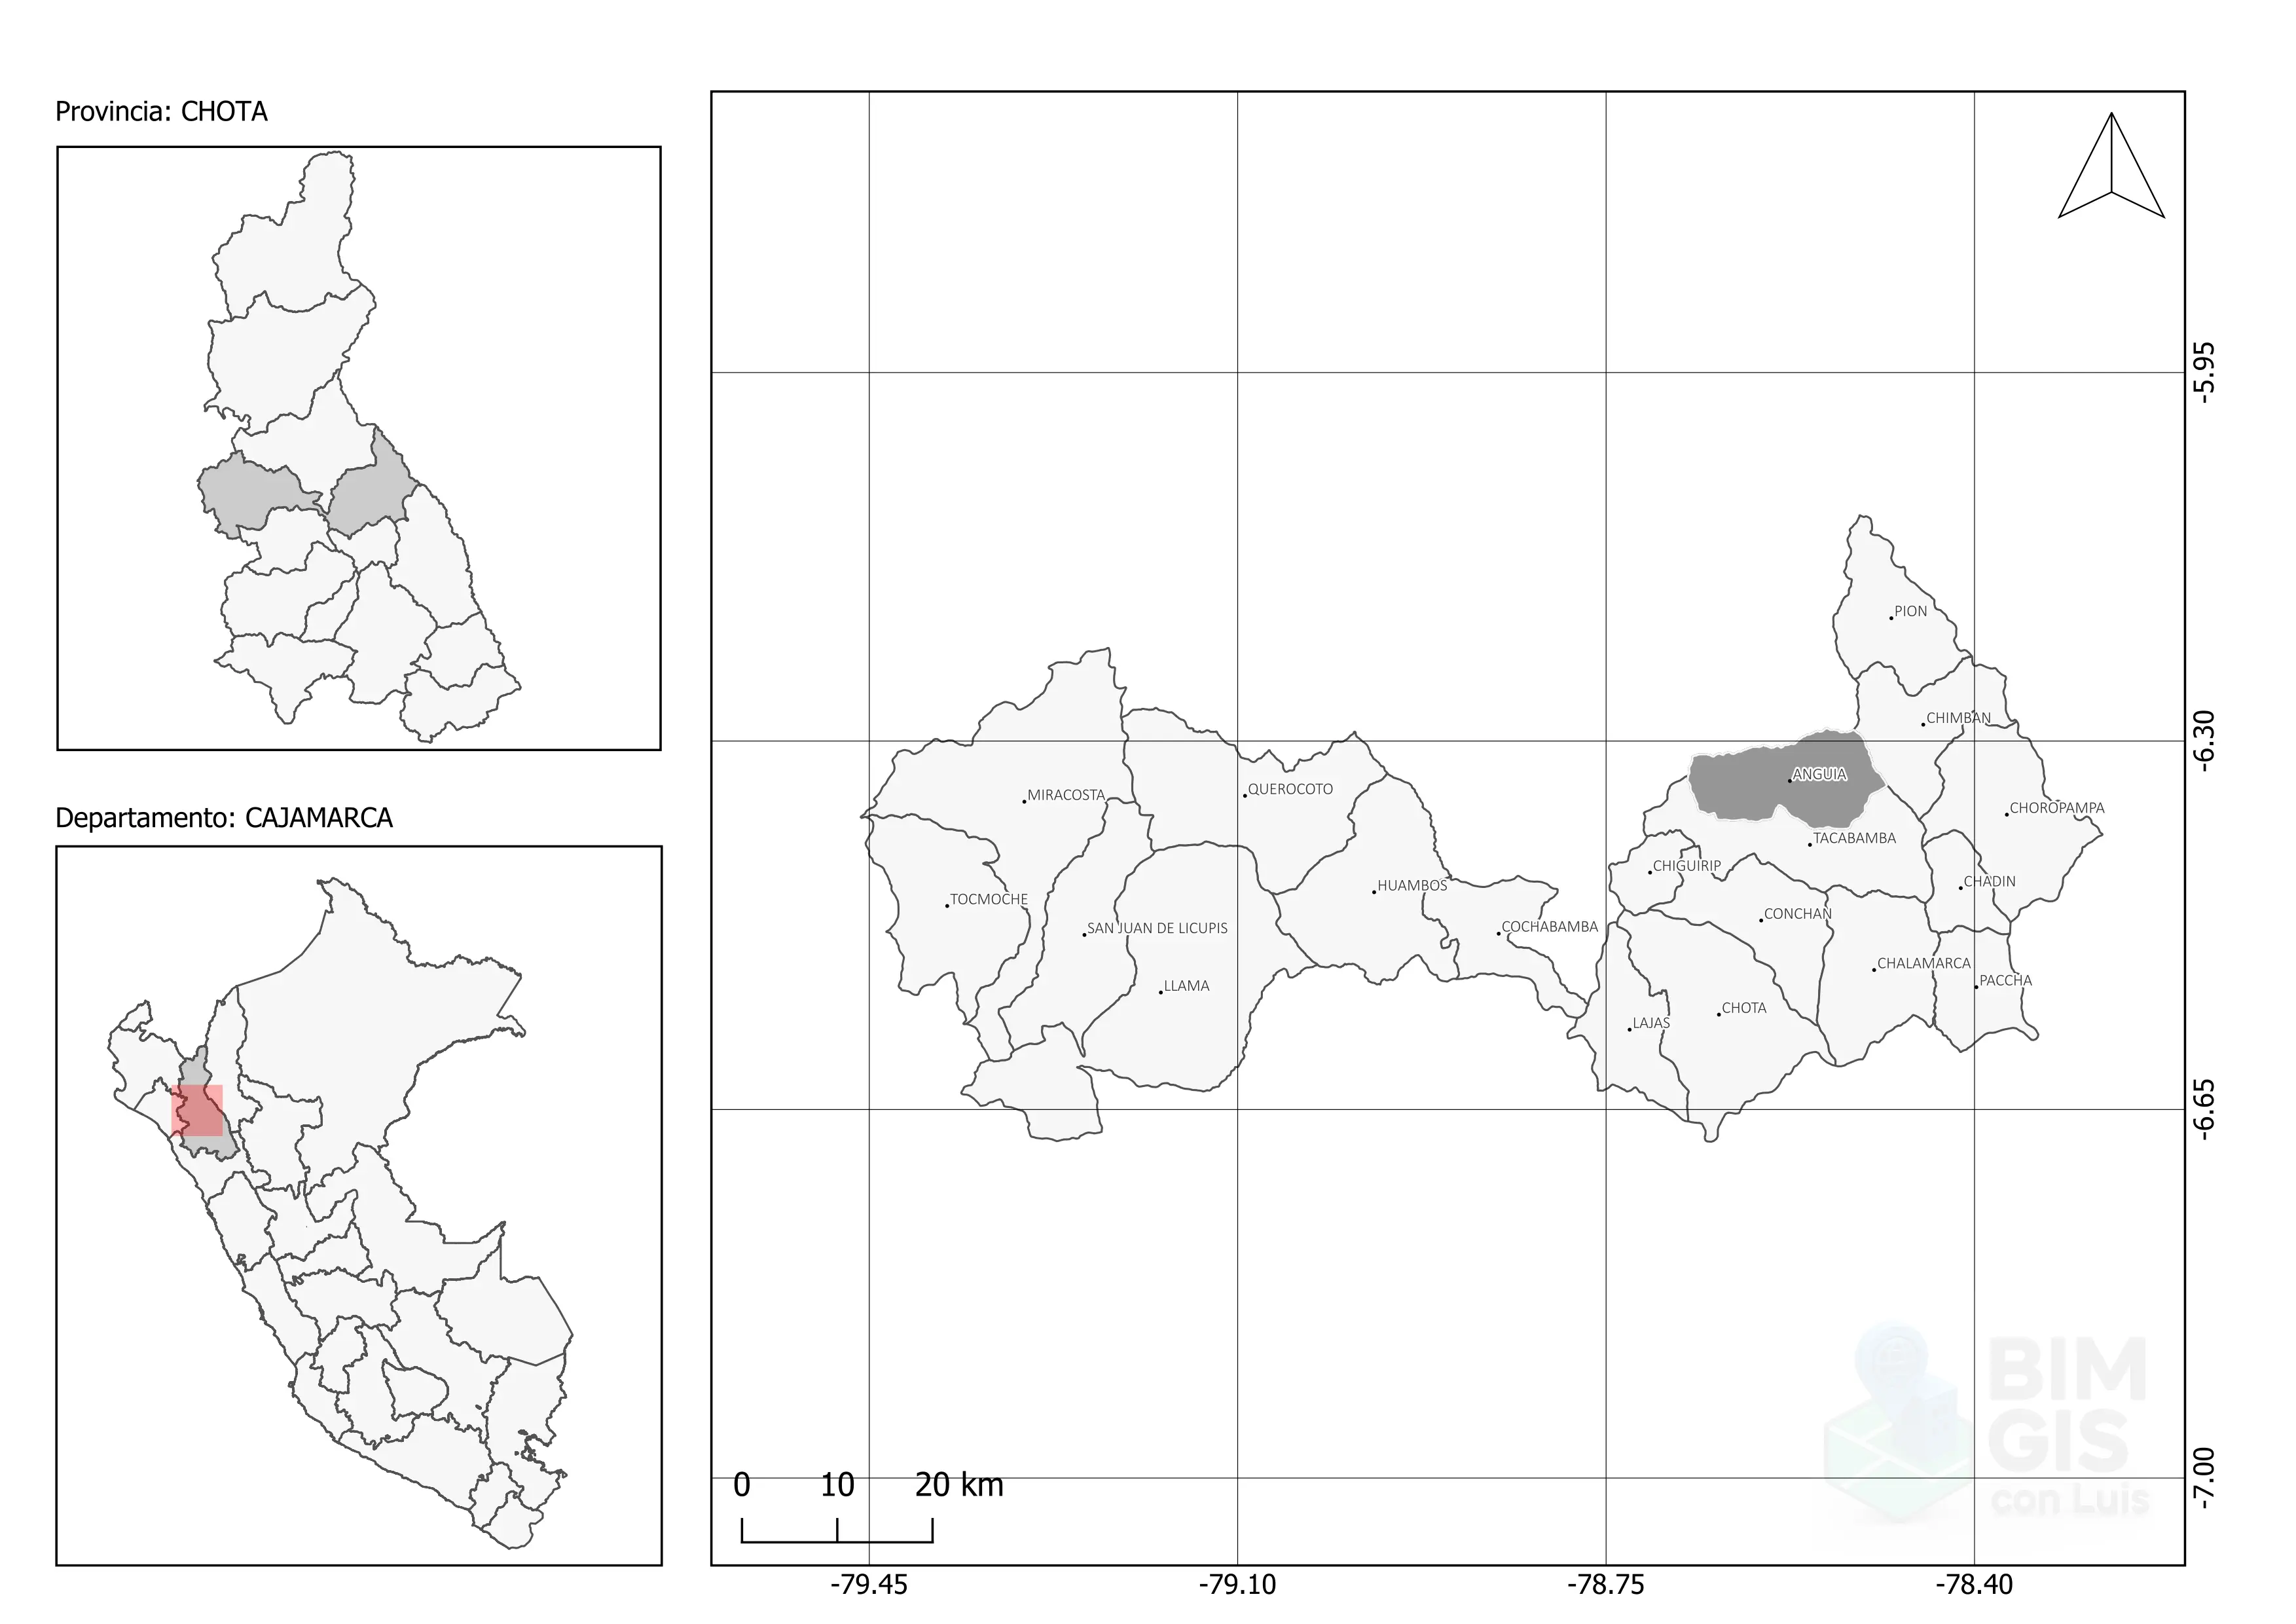 Provincia: CHOTA
Departamento: CAJAMARCA
-5.95
-6.30
-6.65
-7.00
PION
CHIMBAN
ANGUIA
MIRACOSTA
QUEROCOTO
CHOROPAMPA
TACABAMBA
CHIGUIRIP
CHADIN
HUAMBOS
TOCMOCHE
CONCHAN
SAN JUAN DE LICUPIS
COCHABAMBA
CHALAMARCA
PACCHA
LLAMA
CHOTA
LAJAS
BIM
GIS
con Luis
0 10 20 km
-79.45 -79.10 -78.75 -78.40